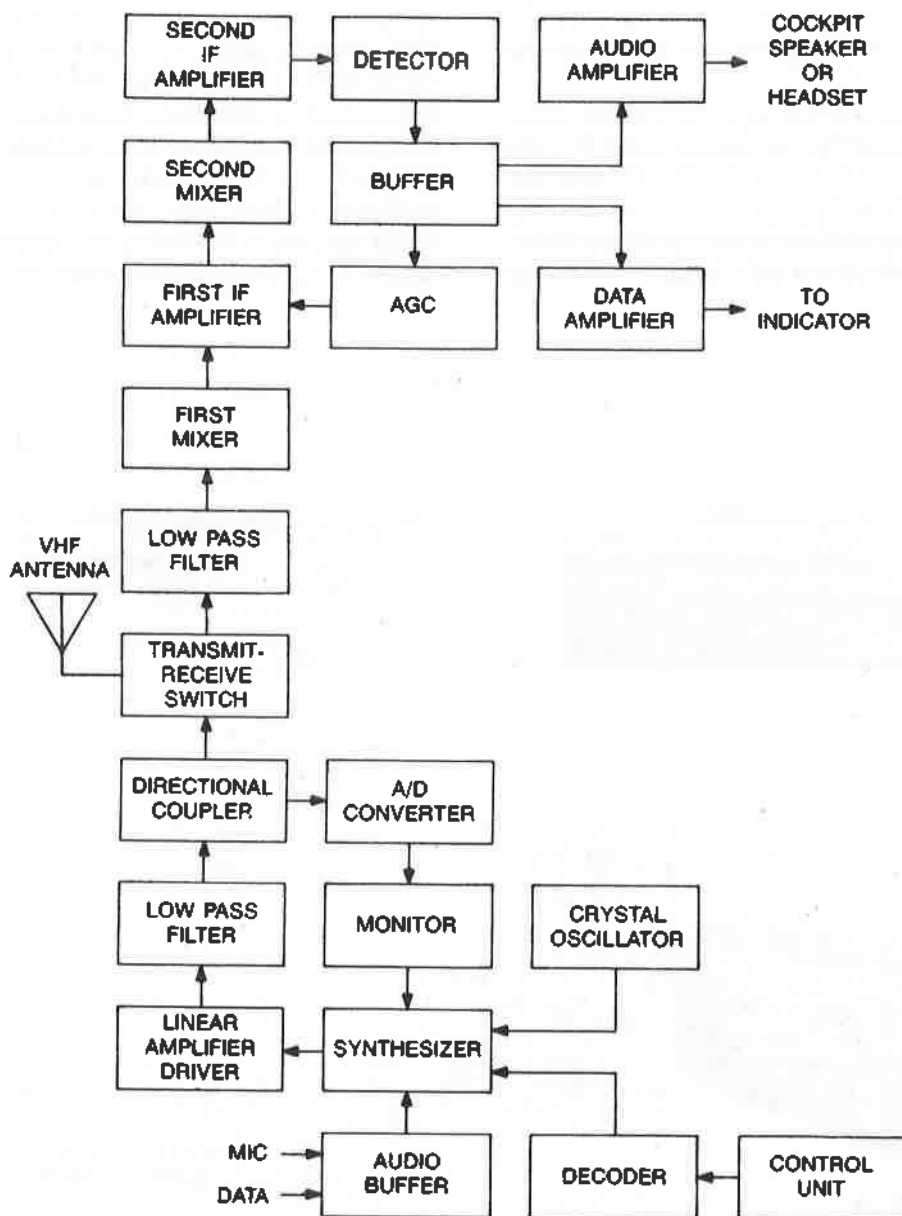 SECOND
IF
AMPLIFIER
DETECTOR
AUDIO
AMPLIFIER
COCKPIT
SPEAKER
OR
HEADSET
SECOND
MIXER
BUFFER
FIRST IF
AMPLIFIER
AGC
DATA
AMPLIFIER
TO
INDICATOR
FIRST
MIXER
LOW PASS
FILTER
VHF
ANTENNA
TRANSMIT-
RECEIVE
SWITCH
DIRECTIONAL
COUPLER
A/D
CONVERTER
LOW PASS
FILTER
MONITOR
CRYSTAL
OSCILLATOR
LINEAR
AMPLIFIER
DRIVER
SYNTHESIZER
MIC
DATA
AUDIO
BUFFER
DECODER
CONTROL
UNIT